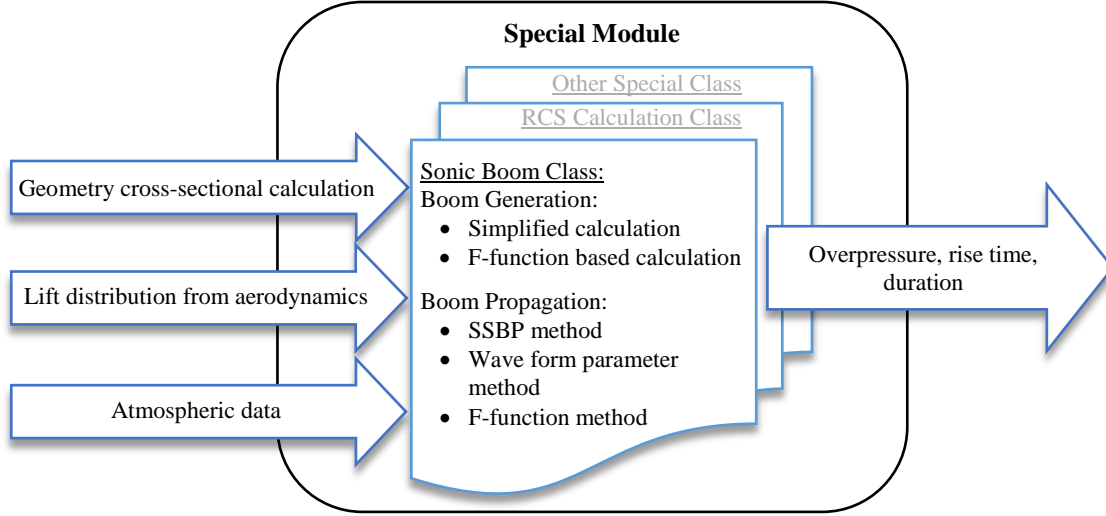 Special Module
Other Special Class
RCS Calculation Class
Geometry cross-sectional calculation
Lift distribution from aerodynamics
Atmospheric data
Sonic Boom Class:
Boom Generation:
• Simplified calculation
• F-function based calculation
Boom Propagation:
• SSBP method
• Wave form parameter
method
• F-function method
Overpressure, rise time,
duration